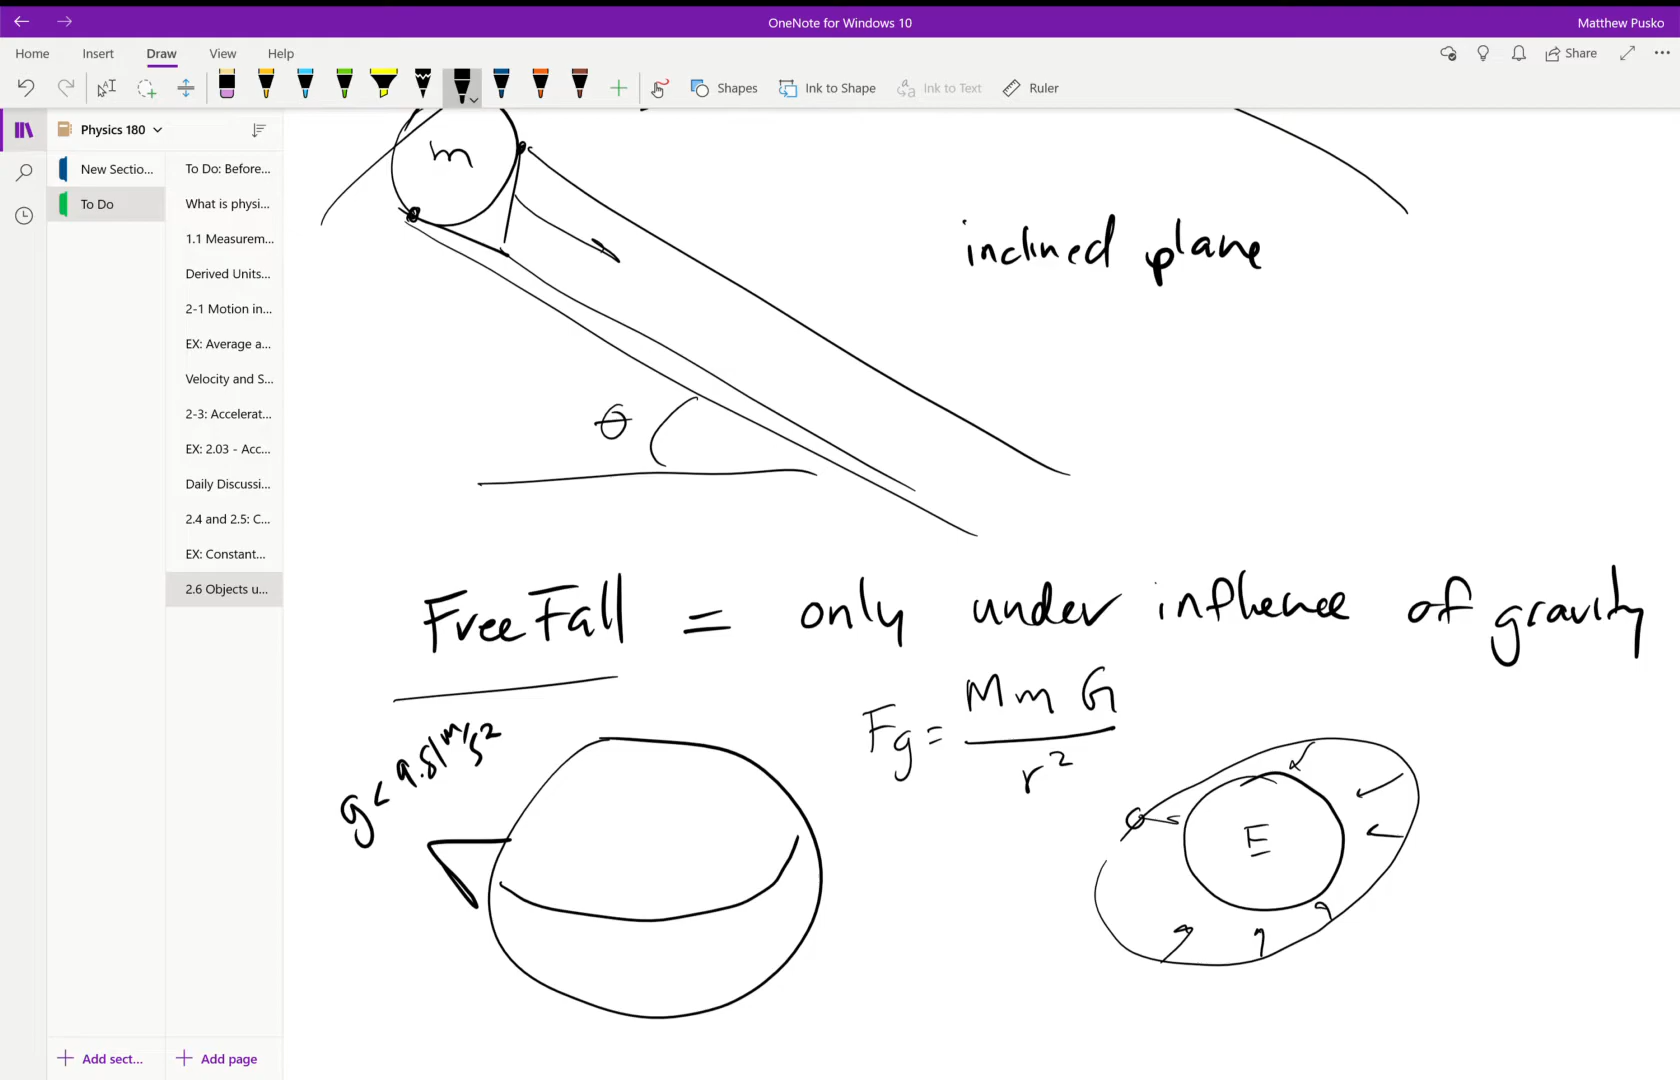 OneNote for Windows 10
Matthew Pusko
Home Insert Draw View Help
Share
Shapes Ink to Shape Ink to Text Ruler
Physics 180
New Sectio...
To Do
To Do: Before...
What is physi...
1.1 Measurem...
Derived Units...
2-1 Motion in...
EX: Average a...
Velocity and S...
2-3: Accelerat...
EX: 2.03 - Acc...
Daily Discussi...
2.4 and 2.5: C...
EX: Constant...
2.6 Objects u...
Add sect...
Add page
m
inclined plane
θ
Free Fall = only under influence of gravity
Fg = Mm G / r²
g < 9.81 m/s²
E